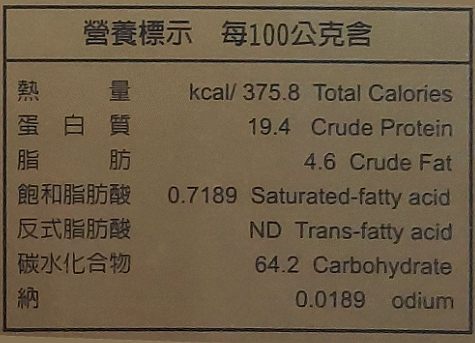 營養標示 每100公克含
熱量 kcal/ 375.8 Total Calories
蛋白質 19.4 Crude Protein
脂肪 4.6 Crude Fat
飽和脂肪酸 0.7189 Saturated-fatty acid
反式脂肪酸 ND Trans-fatty acid
碳水化合物 64.2 Carbohydrate
納 0.0189 odium